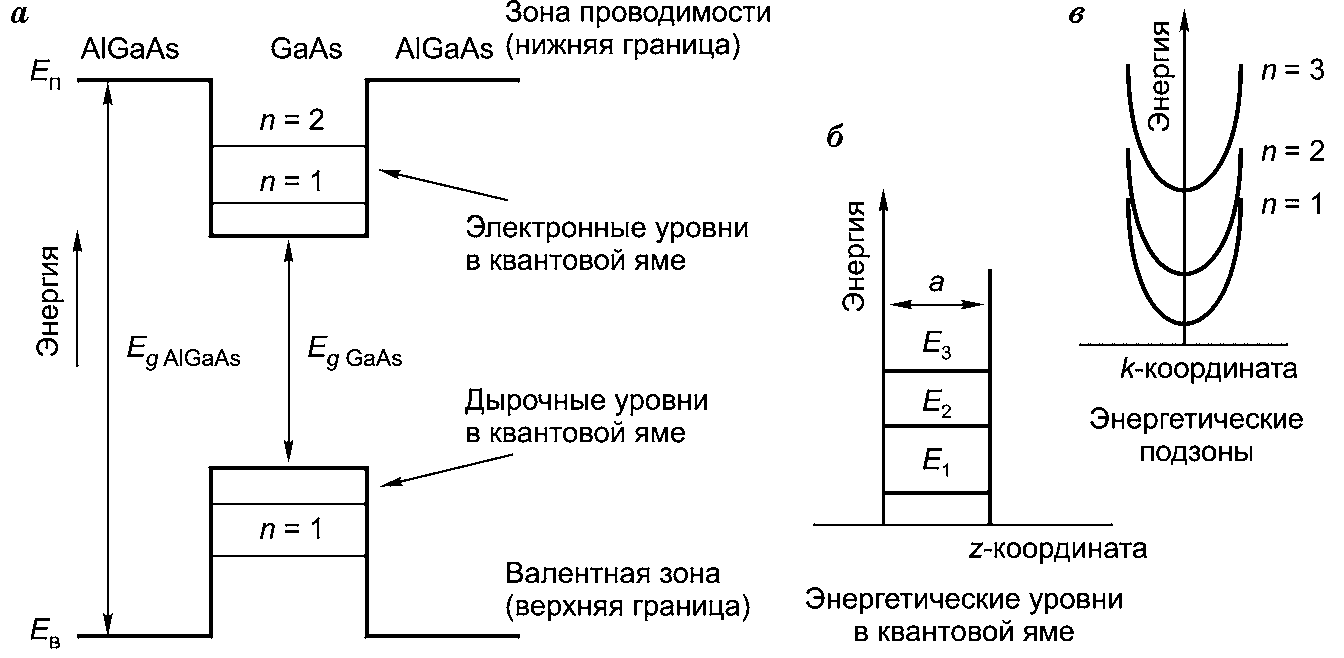 а
Зона проводимости
(нижняя граница)
AlGaAs
GaAs
AlGaAs
Eп
n = 2
n = 1
Электронные уровни
в квантовой яме
Энергия
Eg AlGaAs
Eg GaAs
Дырочные уровни
в квантовой яме
n = 1
Валентная зона
(верхняя граница)
Eв
б
Энергия
a
E3
E2
E1
z-координата
Энергетические уровни
в квантовой яме
в
Энергия
n = 3
n = 2
n = 1
k-координата
Энергетические
подзоны